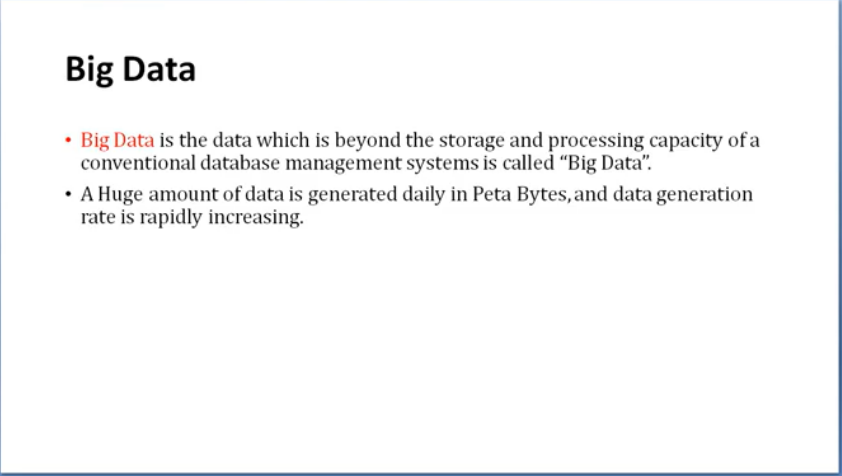 Big Data
• Big Data is the data which is beyond the storage and processing capacity of a
conventional database management systems is called “Big Data”.
• A Huge amount of data is generated daily in Peta Bytes, and data generation
rate is rapidly increasing.